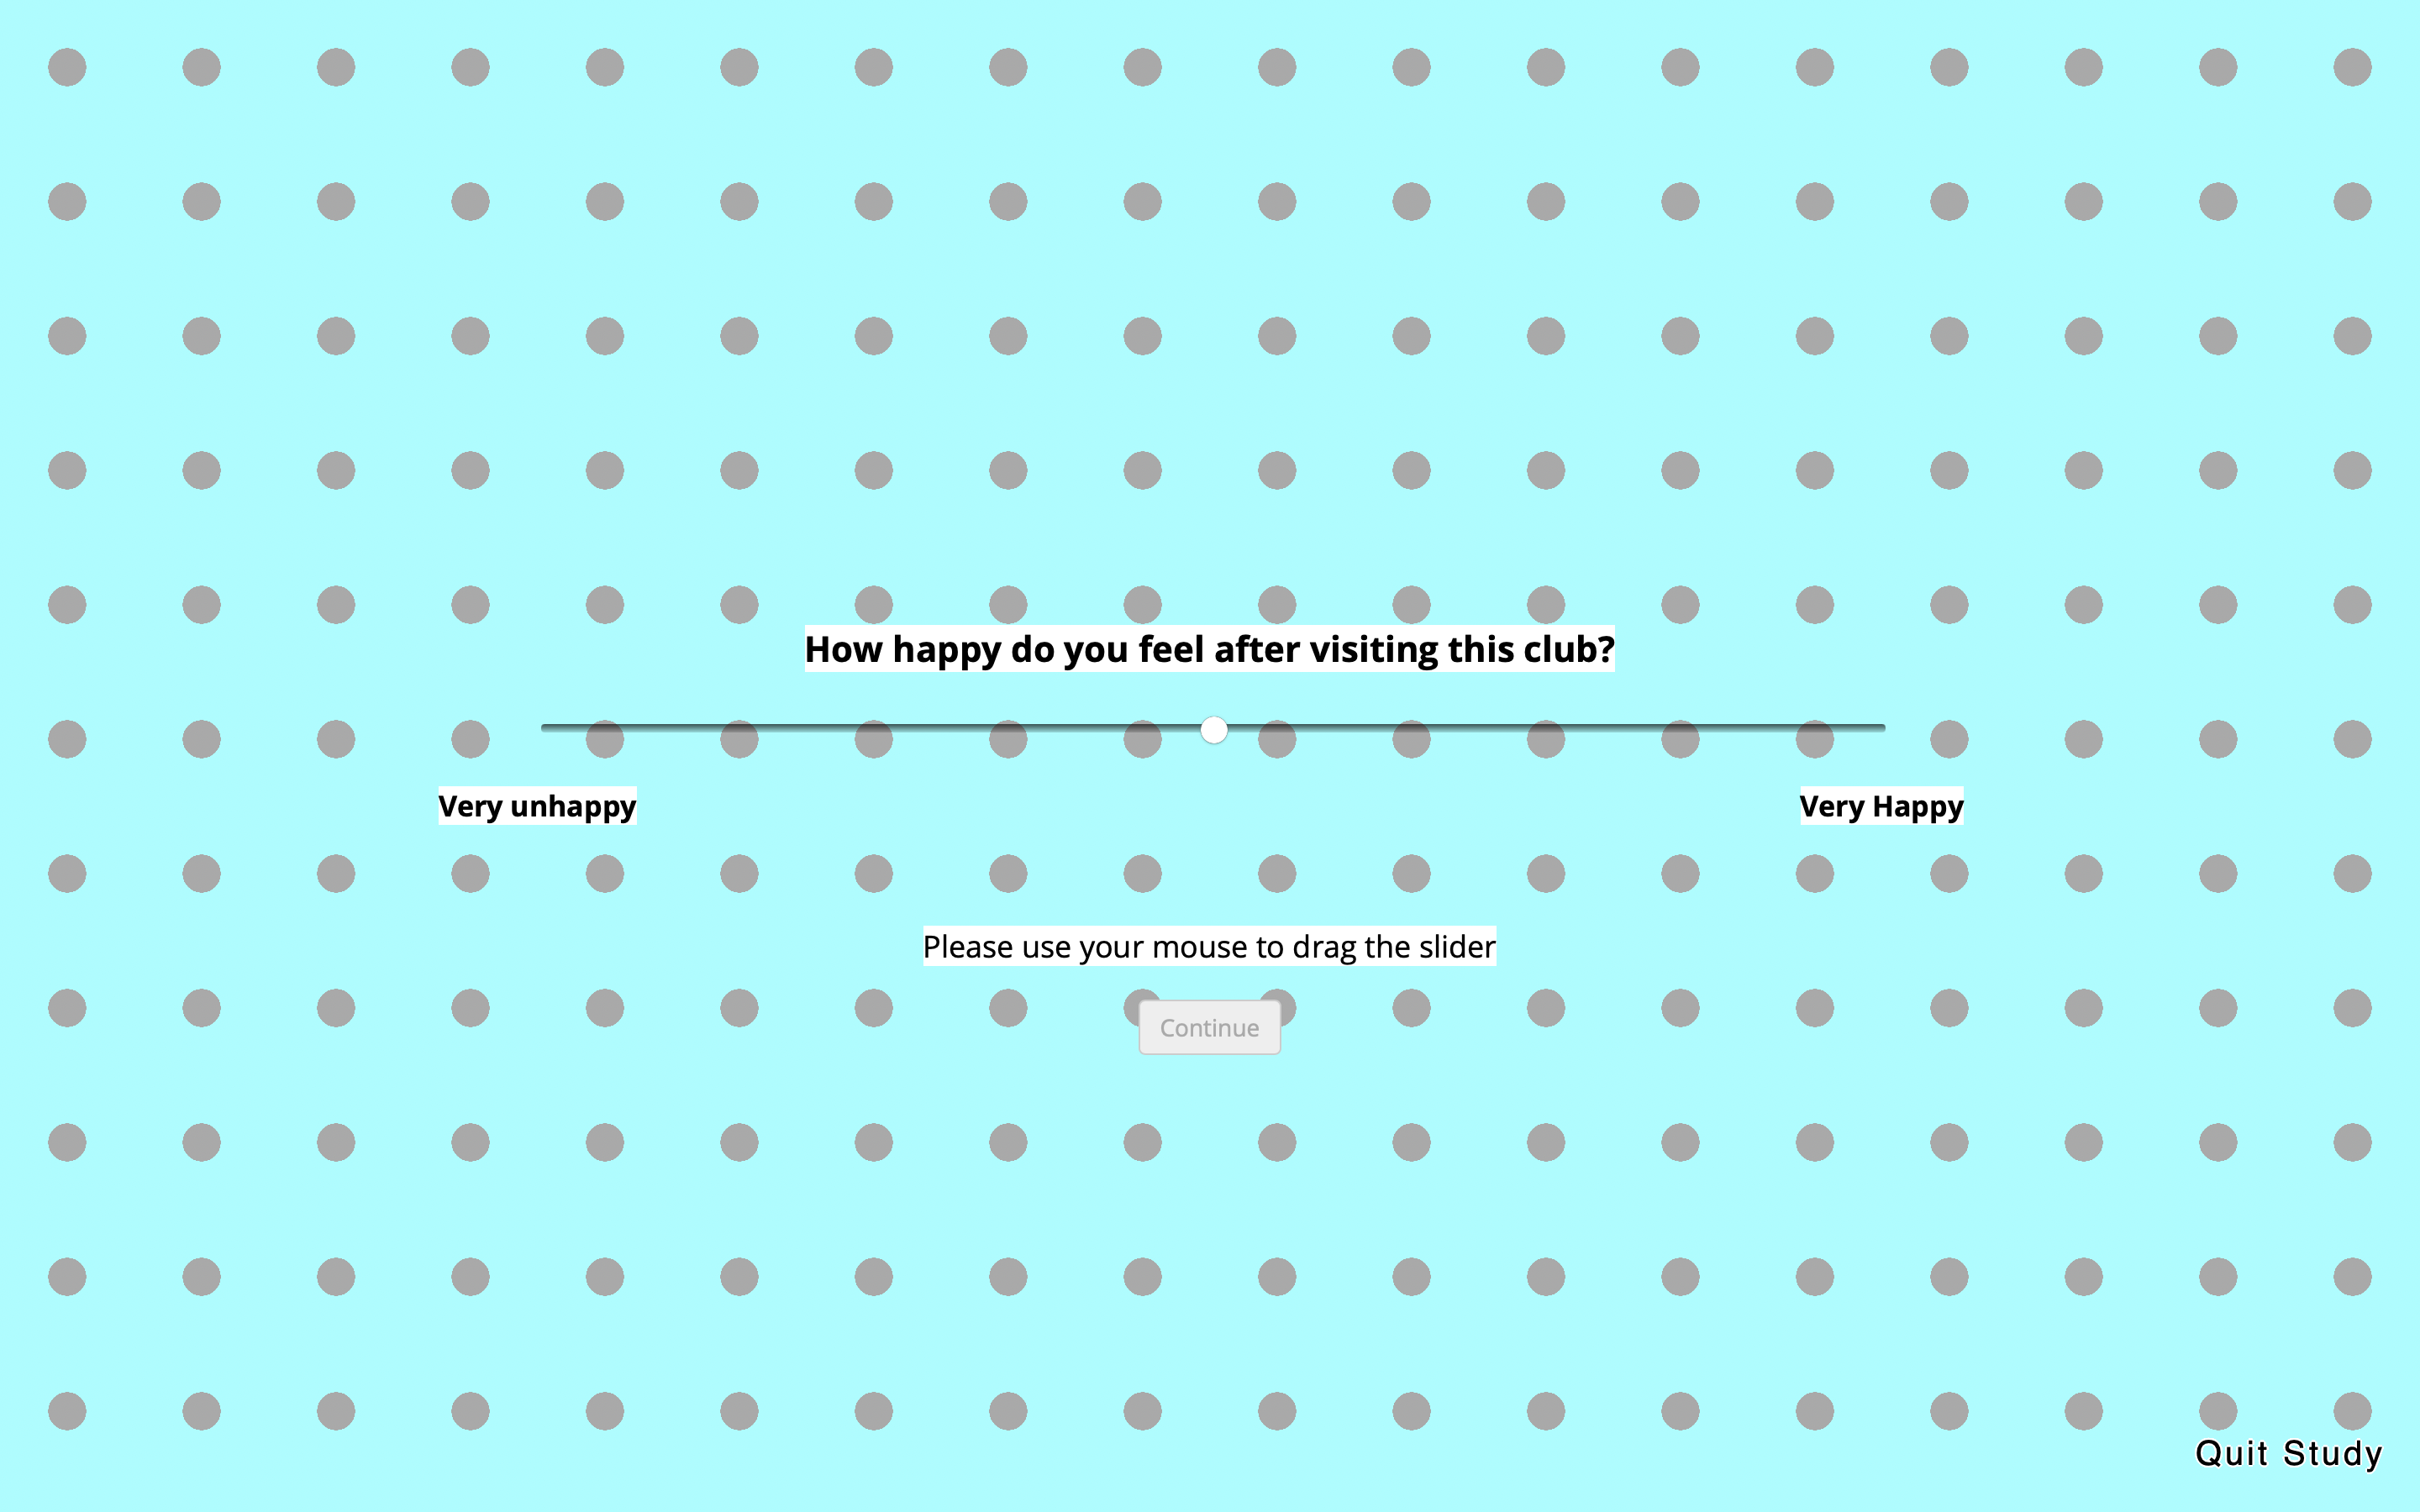 How happy do you feel after visiting this club?
Very unhappy
Very Happy
Please use your mouse to drag the slider
Continue
Quit Study